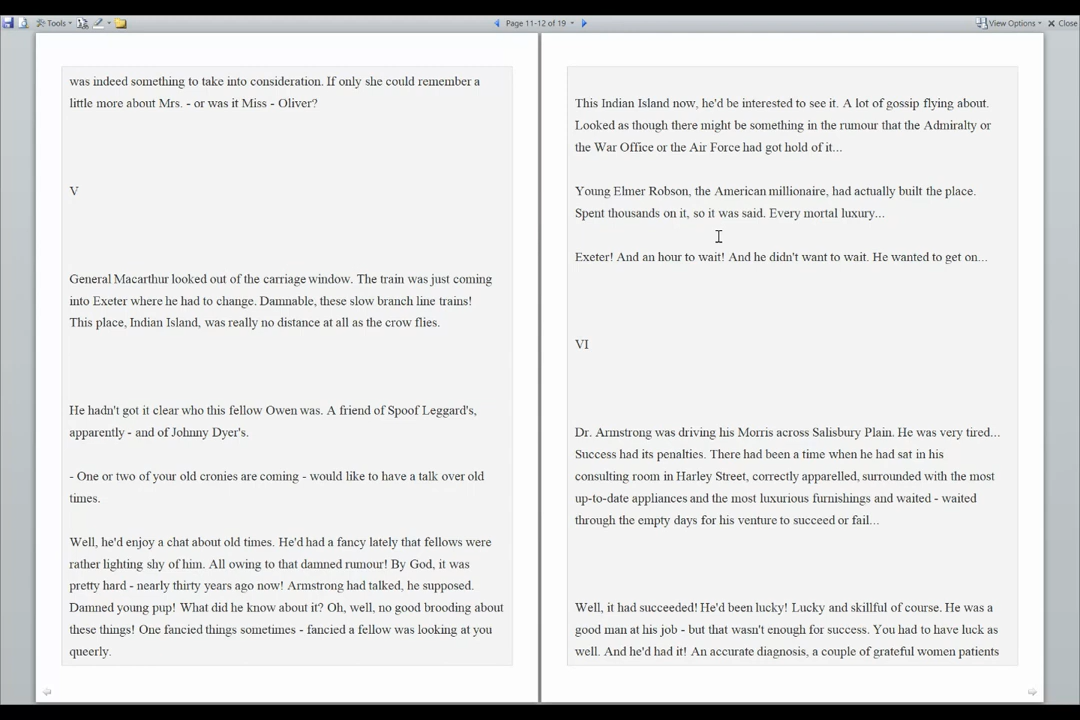 Tools
Page 11-12 of 19
View Options
Close
was indeed something to take into consideration. If only she could remember a
little more about Mrs. - or was it Miss - Oliver?
V
General Macarthur looked out of the carriage window. The train was just coming
into Exeter where he had to change. Damnable, these slow branch line trains!
This place, Indian Island, was really no distance at all as the crow flies.
He hadn't got it clear who this fellow Owen was. A friend of Spoof Leggard's,
apparently - and of Johnny Dyer's.
- One or two of your old cronies are coming - would like to have a talk over old
times.
Well, he'd enjoy a chat about old times. He'd had a fancy lately that fellows were
rather lighting shy of him. All owing to that damned rumour! By God, it was
pretty hard - nearly thirty years ago now! Armstrong had talked, he supposed.
Damned young pup! What did he know about it? Oh, well, no good brooding about
these things! One fancied things sometimes - fancied a fellow was looking at you
queerly.
This Indian Island now, he'd be interested to see it. A lot of gossip flying about.
Looked as though there might be something in the rumour that the Admiralty or
the War Office or the Air Force had got hold of it...
Young Elmer Robson, the American millionaire, had actually built the place.
Spent thousands on it, so it was said. Every mortal luxury...
Exeter! And an hour to wait! And he didn't want to wait. He wanted to get on...
VI
Dr. Armstrong was driving his Morris across Salisbury Plain. He was very tired...
Success had its penalties. There had been a time when he had sat in his
consulting room in Harley Street, correctly apparelled, surrounded with the most
up-to-date appliances and the most luxurious furnishings and waited - waited
through the empty days for his venture to succeed or fail...
Well, it had succeeded! He'd been lucky! Lucky and skillful of course. He was a
good man at his job - but that wasn't enough for success. You had to have luck as
well. And he'd had it! An accurate diagnosis, a couple of grateful women patients